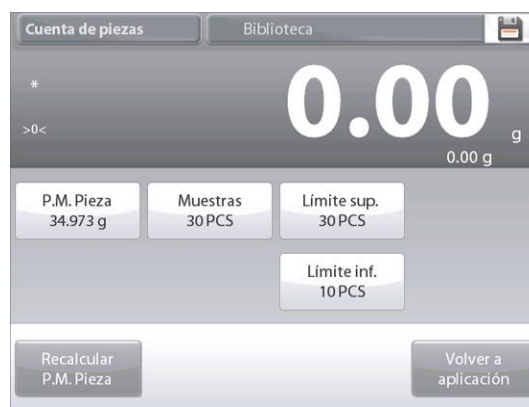 Cuenta de piezas
Biblioteca
*
0.00
>0<
g
0.00 g
P.M. Pieza
34.973 g
Muestras
30 PCS
Límite sup.
30 PCS
Límite inf.
10 PCS
Recalcular
P.M. Pieza
Volver a
aplicación